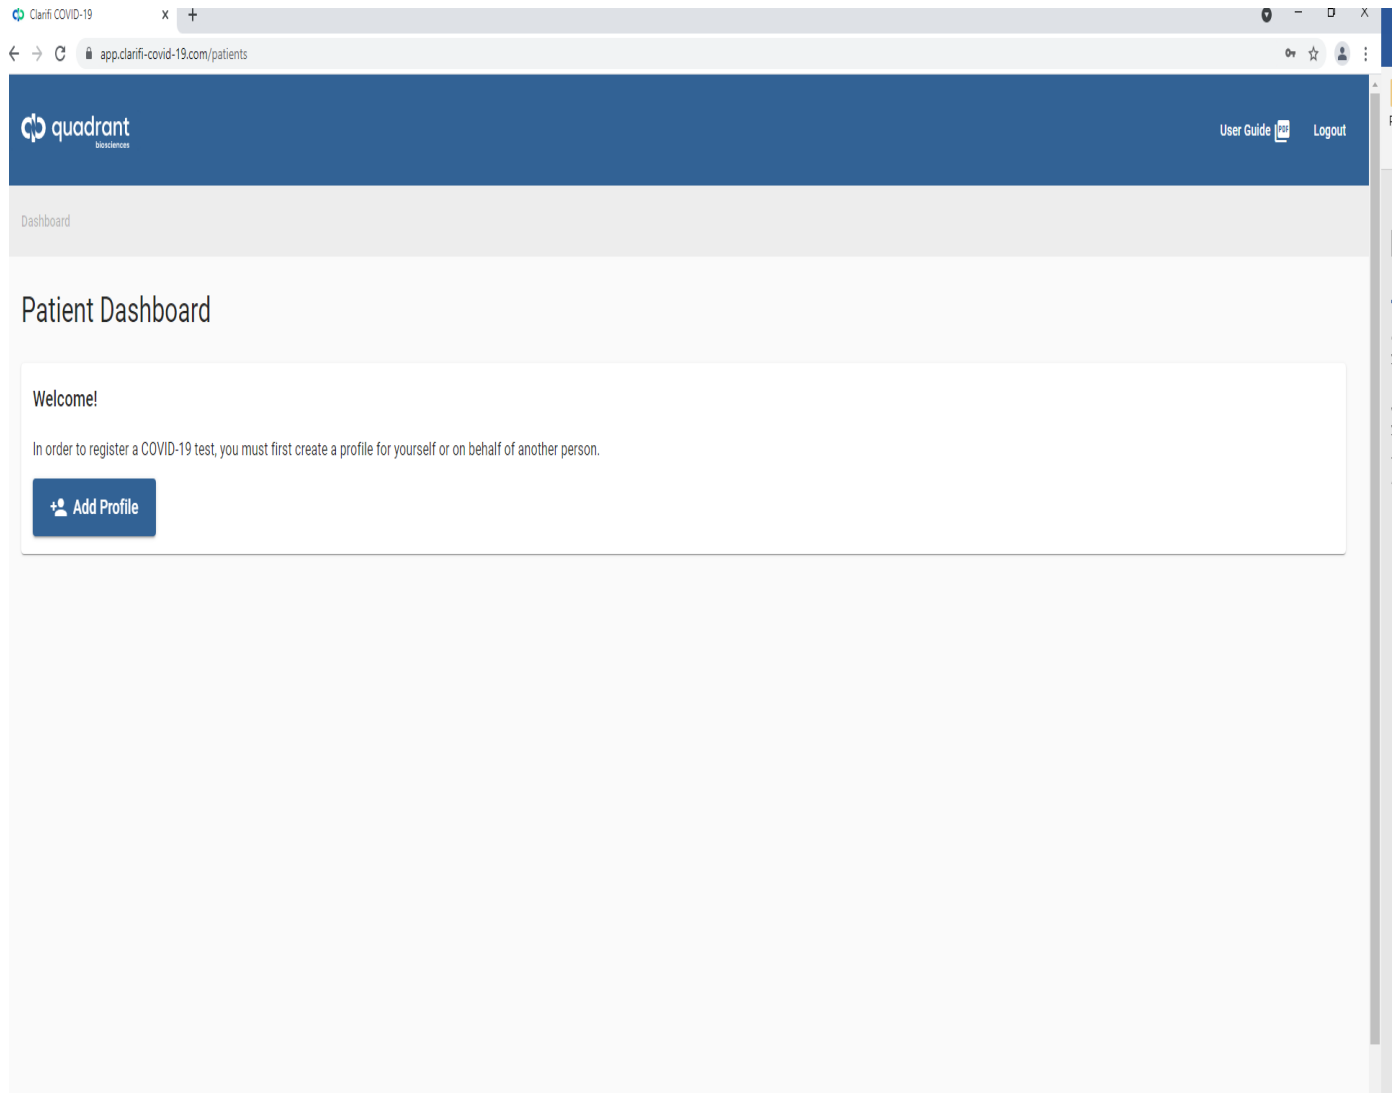 Clarifi COVID-19
app.clarifi-covid-19.com/patients
quadrant
biosciences
User Guide PDF Logout
Dashboard
Patient Dashboard
Welcome!
In order to register a COVID-19 test, you must first create a profile for yourself or on behalf of another person.
Add Profile